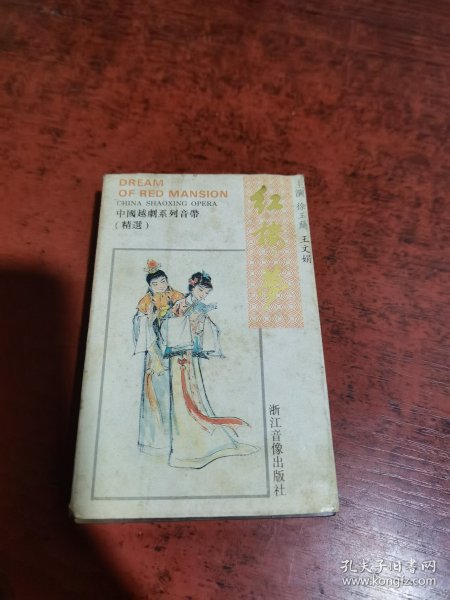 DREAM
OF RED MANSION
CHINA SHAOXING OPERA
中國越劇系列音帶
(精選)
红楼梦
主演 徐玉蘭 王文娟
浙江音像出版社
孔夫子旧书网
www.kongfz.com